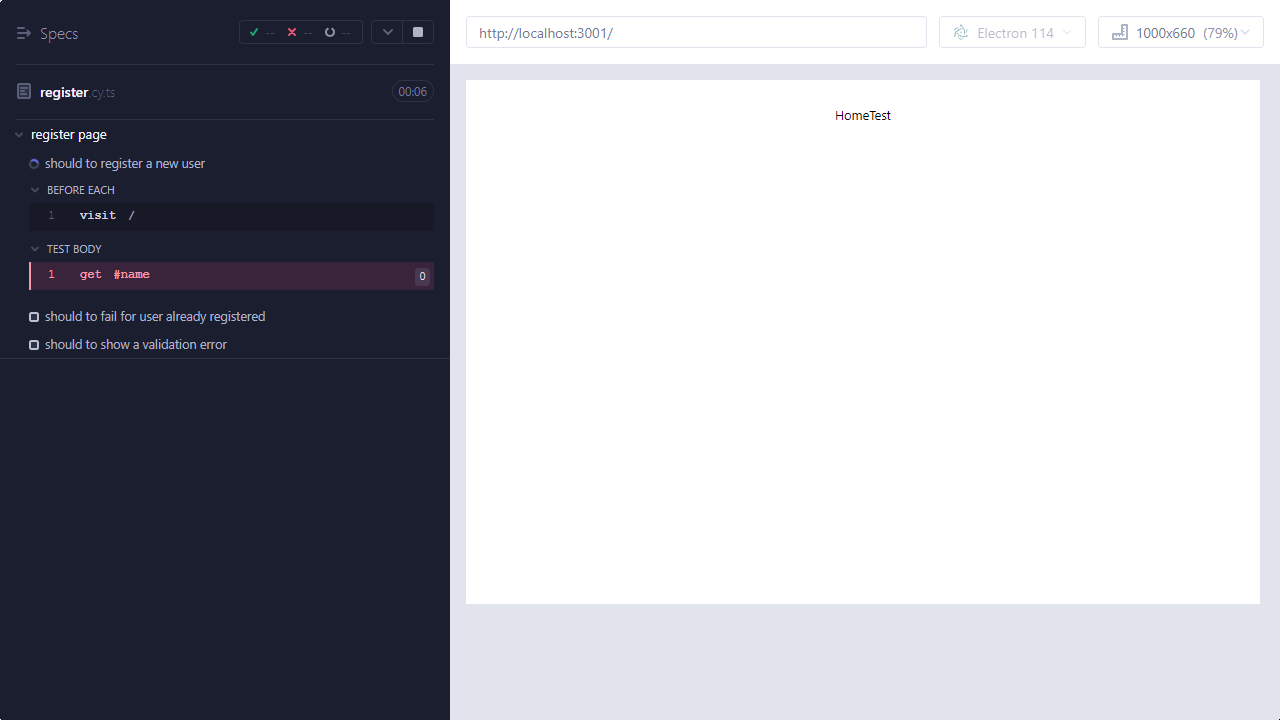 Specs
-- -- --
register.cy.ts
00:06
register page
should to register a new user
BEFORE EACH
1 visit /
TEST BODY
1 get #name 0
should to fail for user already registered
should to show a validation error
http://localhost:3001/
Electron 114
1000x660 (79%)
HomeTest